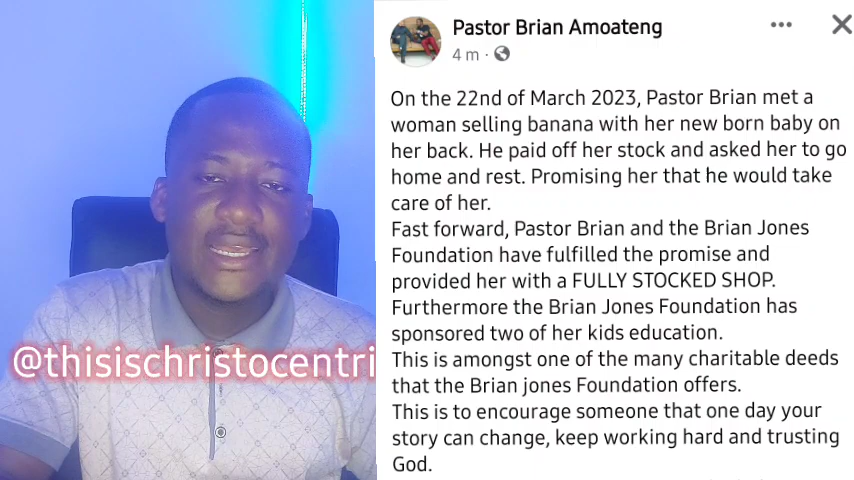 @thisischristocentri
Pastor Brian Amoateng
4 m
On the 22nd of March 2023, Pastor Brian met a
woman selling banana with her new born baby on
her back. He paid off her stock and asked her to go
home and rest. Promising her that he would take
care of her.
Fast forward, Pastor Brian and the Brian Jones
Foundation have fulfilled the promise and
provided her with a FULLY STOCKED SHOP.
Furthermore the Brian Jones Foundation has
sponsored two of her kids education.
This is amongst one of the many charitable deeds
that the Brian jones Foundation offers.
This is to encourage someone that one day your
story can change, keep working hard and trusting
God.